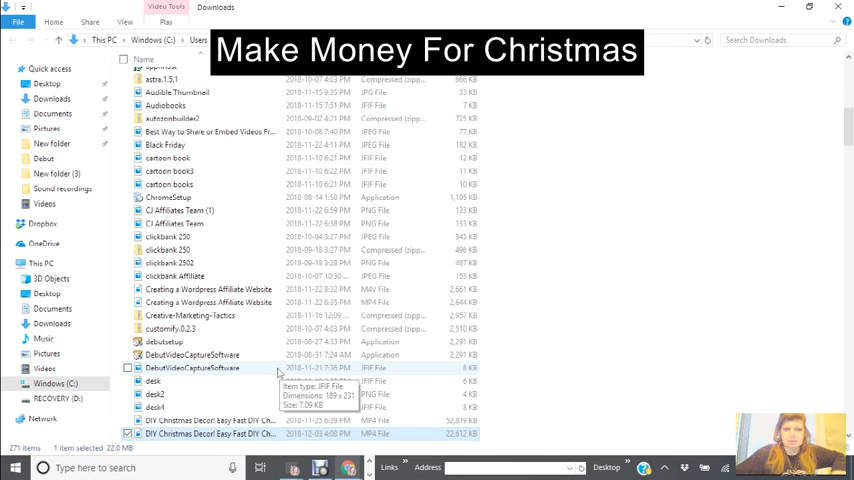 Video Tools
Downloads
File Home Share View Play
This PC Windows (C:) Users
Search Downloads
Make Money For Christmas
Name
Quick access
Desktop
Downloads
Documents
Pictures
New folder
Debut
New folder (3)
Sound recordings
Videos
Dropbox
OneDrive
This PC
3D Objects
Desktop
Documents
Downloads
Music
Pictures
Videos
Windows (C:)
RECOVERY (D:)
Network
astra.1.5.1 2018-10-07 4:03 PM Compressed (zipp... 666 KB
Audible Thumbnail 2018-11-15 9:35 PM JPG File 33 KB
Audiobooks 2018-11-15 7:51 PM JFIF File 7 KB
autozonbuilder2 2018-09-02 4:21 PM Compressed (zipp... 725 KB
Best Way to Share or Embed Videos Fr... 2018-10-08 7:40 PM JPEG File 77 KB
Black Friday 2018-11-22 4:11 PM JPEG File 182 KB
cartoon book 2018-11-10 6:21 PM JFIF File 12 KB
cartoon book3 2018-11-10 6:22 PM JFIF File 11 KB
cartoon books 2018-11-10 6:21 PM JFIF File 10 KB
ChromeSetup 2018-08-14 1:58 PM Application 1,105 KB
CJ Affiliates Team (1) 2018-11-22 6:59 PM PNG File 133 KB
CJ Affiliates Team 2018-11-22 6:58 PM PNG File 133 KB
clickbank 250 2018-09-18 3:27 PM Compressed (zipp... 345 KB
clickbank 250 2018-09-18 3:27 PM Compressed (zipp... 496 KB
clickbank 2502 2018-09-18 3:27 PM PNG File 487 KB
clickbank Affiliate 2018-10-07 10:30 ... JPEG File 153 KB
Creating a Wordpress Affiliate Website 2018-11-22 8:35 PM M4V File 2,661 KB
Creating a Wordpress Affiliate Website 2018-11-22 8:32 PM MP4 File 2,644 KB
Creative-Marketing-Tactics 2018-11-16 ... Compressed (zipp... 9,217 KB
customify.0.2.3 2018-10-07 4:03 PM Compressed (zipp... 2,510 KB
debutsetup 2018-08-27 4:33 PM Application 2,291 KB
DebutVideoCaptureSoftware 2018-08-31 7:24 AM Application 2,291 KB
DebutVideoCaptureSoftware 2018-11-21 7:36 PM JFIF File 8 KB
desk JFIF File 6 KB
desk2 JFIF File 4 KB
desk4 JFIF File 4 KB
DIY Christmas Decor! Easy Fast DIY Ch... 2018-11-25 6:39 PM MP4 File 52,819 KB
DIY Christmas Decor! Easy Fast DIY Ch... 2018-12-03 4:08 PM MP4 File 22,612 KB
Item type: JFIF File
Dimensions: 189 x 231
Size: 7.09 KB
271 items 1 item selected 22.0 MB
Type here to search
Links
Address
Desktop